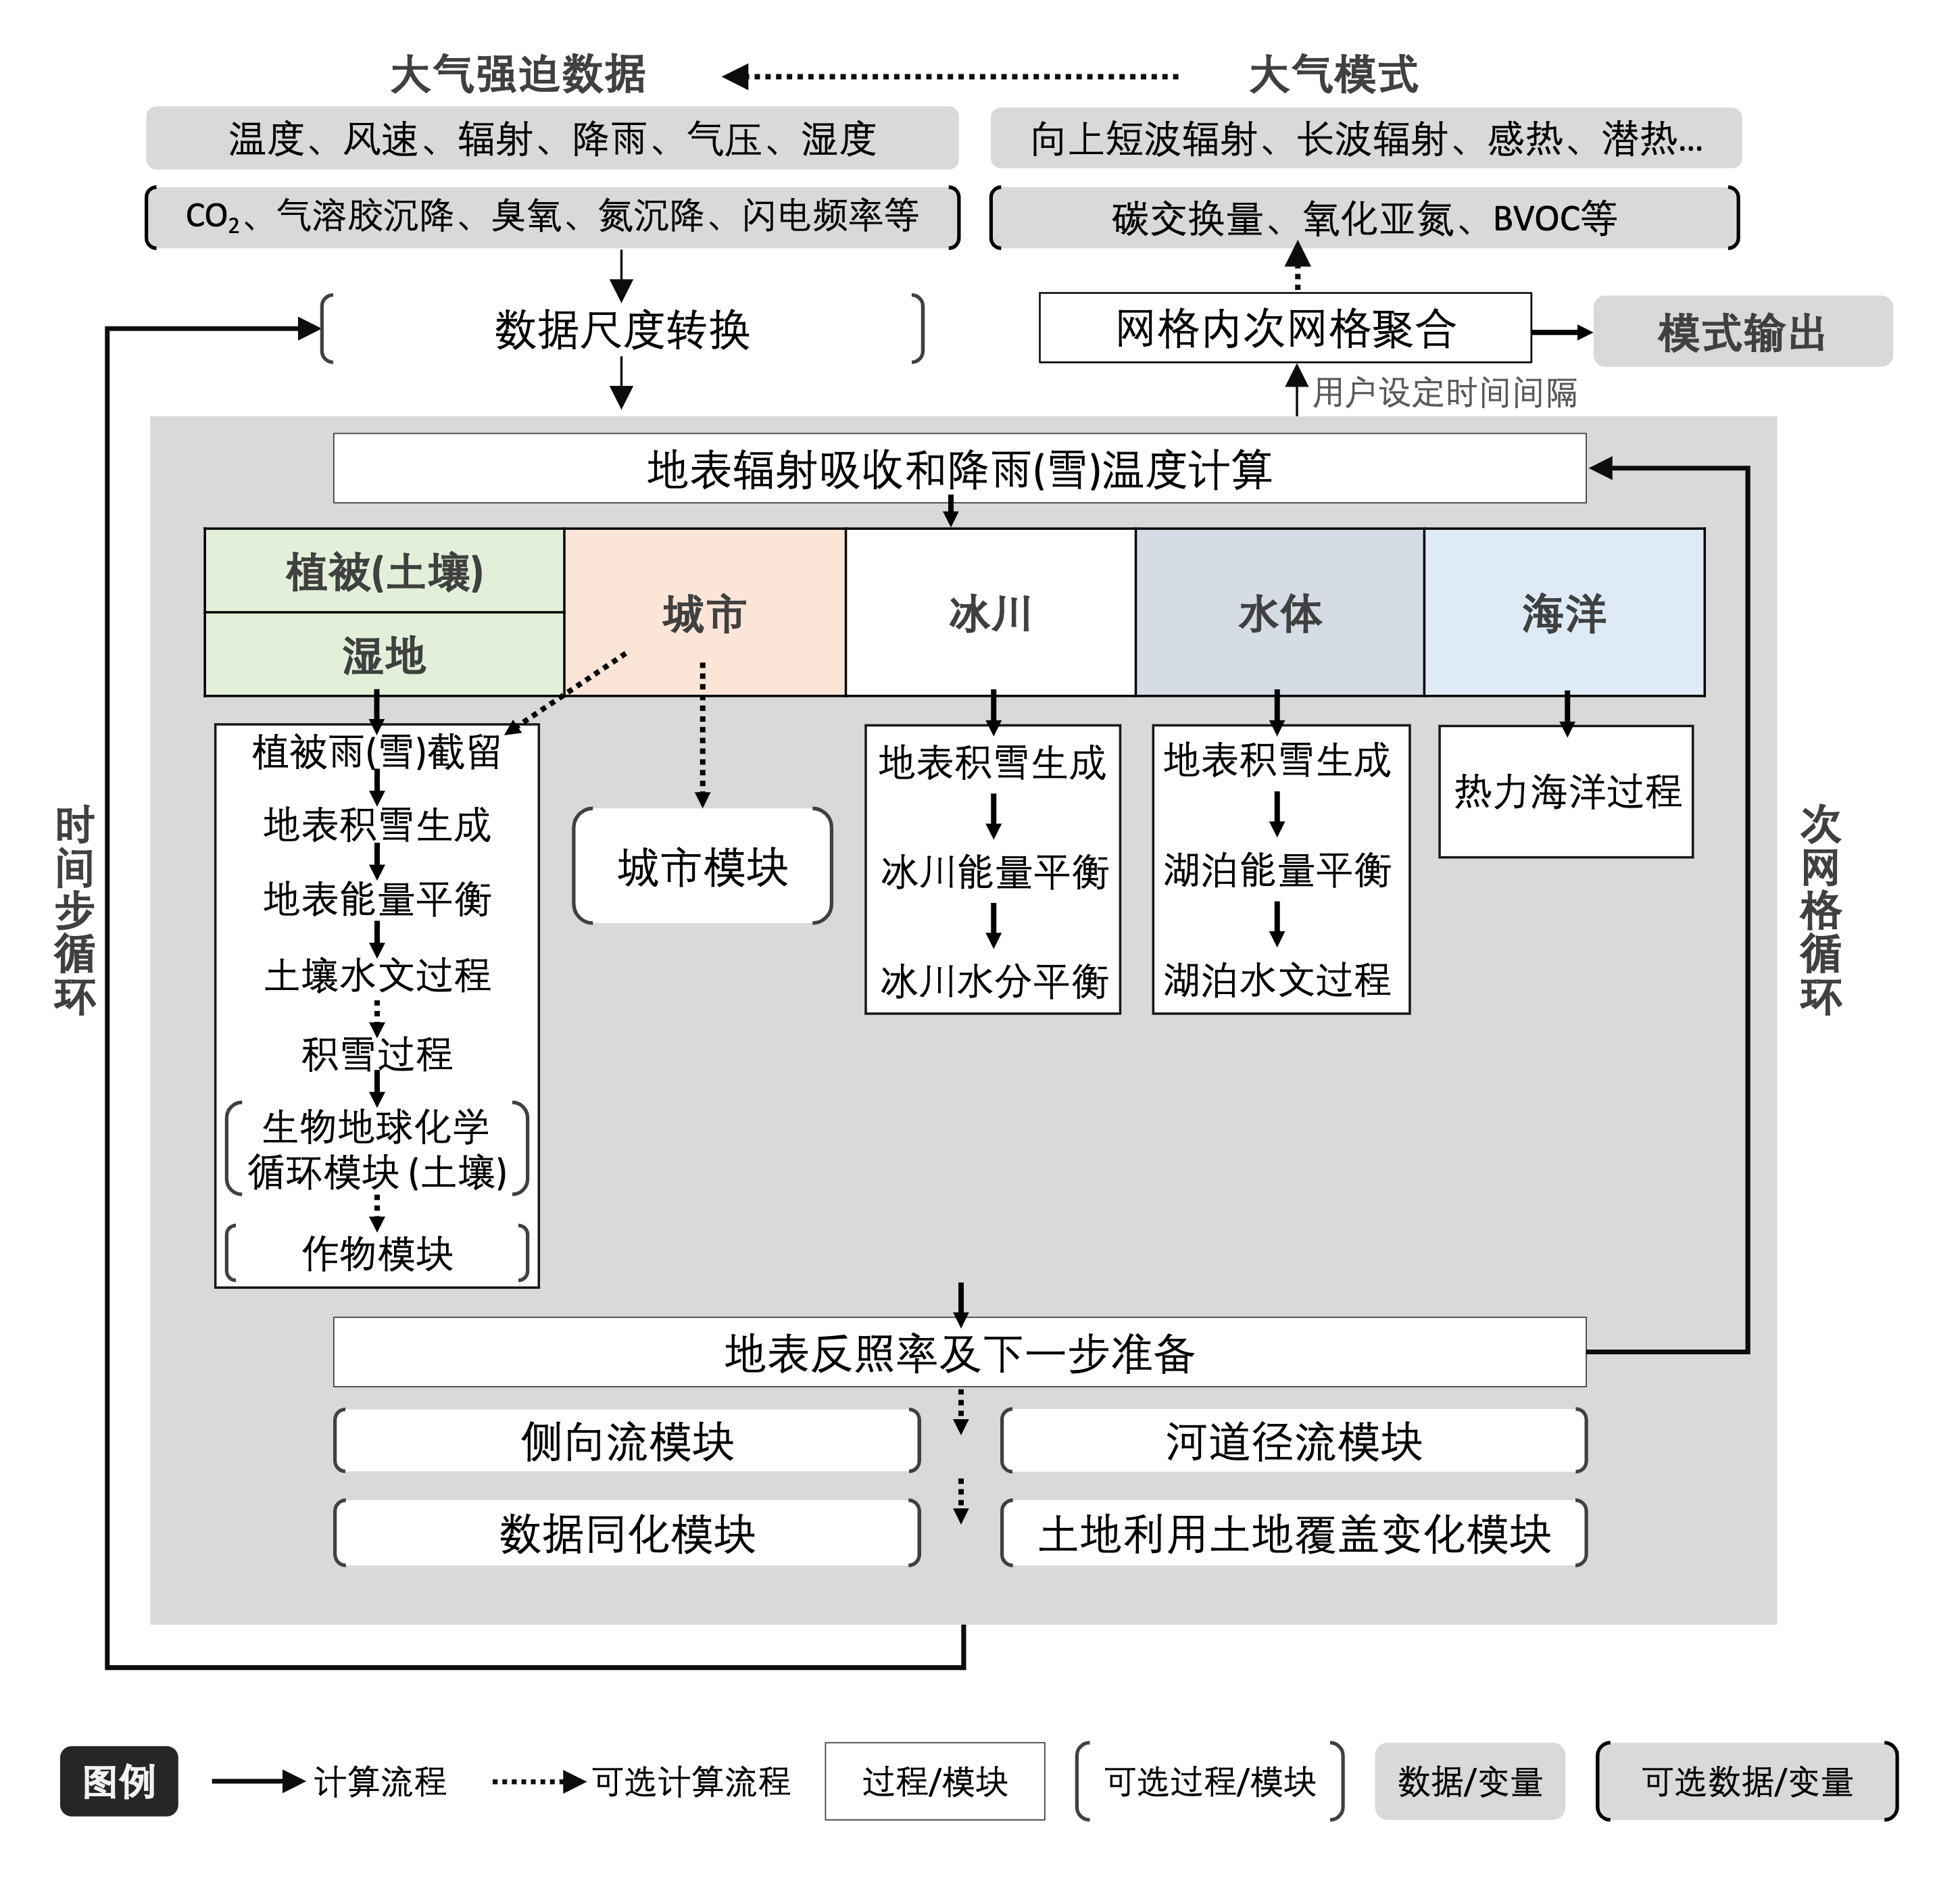 大气强迫数据
大气模式
温度、风速、辐射、降雨、气压、湿度
向上短波辐射、长波辐射、感热、潜热...
CO₂、气溶胶沉降、臭氧、氮沉降、闪电频率等
碳交换量、氧化亚氮、BVOC等
数据尺度转换
网格内次网格聚合
模式输出
用户设定时间间隔
地表辐射吸收和降雨(雪)温度计算
植被(土壤)
湿地
城市
冰川
水体
海洋
植被雨(雪)截留
地表积雪生成
地表能量平衡
土壤水文过程
积雪过程
生物地球化学
循环模块 (土壤)
作物模块
城市模块
地表积雪生成
冰川能量平衡
冰川水分平衡
地表积雪生成
湖泊能量平衡
湖泊水文过程
热力海洋过程
时间步循环
次网格循环
地表反照率及下一步准备
侧向流模块
河道径流模块
数据同化模块
土地利用土地覆盖变化模块
图例
计算流程
可选计算流程
过程/模块
可选过程/模块
数据/变量
可选数据/变量